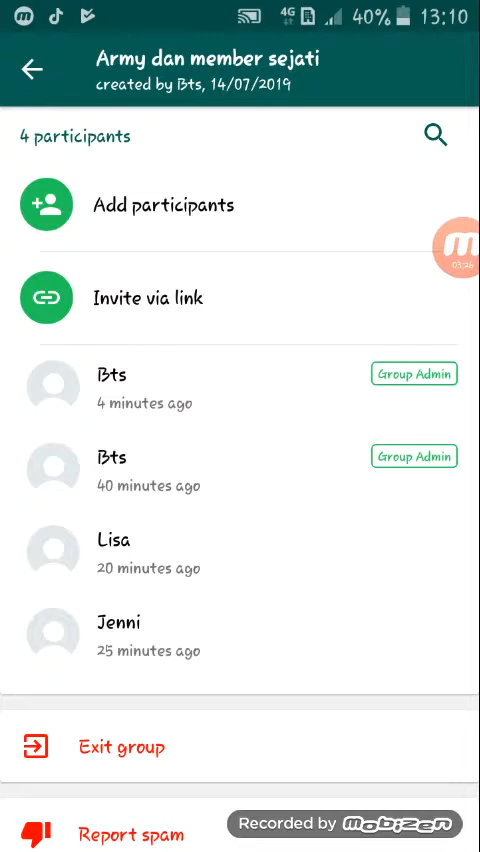 4G 40% 13:10
Army dan member sejati
created by Bts, 14/07/2019
4 participants
Add participants
03:26
Invite via link
Bts
Group Admin
4 minutes ago
Bts
Group Admin
40 minutes ago
Lisa
20 minutes ago
Jenni
25 minutes ago
Exit group
Recorded by mobizen
Report spam